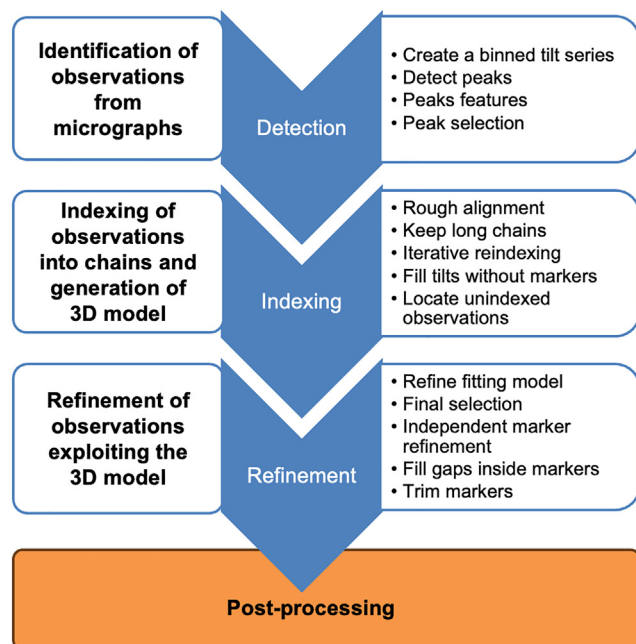 Identification of
observations
from
micrographs
Detection
• Create a binned tilt series
• Detect peaks
• Peaks features
• Peak selection
Indexing of
observations
into chains and
generation of
3D model
Indexing
• Rough alignment
• Keep long chains
• Iterative reindexing
• Fill tilts without markers
• Locate unindexed
observations
Refinement of
observations
exploiting the
3D model
Refinement
• Refine fitting model
• Final selection
• Independent marker
refinement
• Fill gaps inside markers
• Trim markers
Post-processing